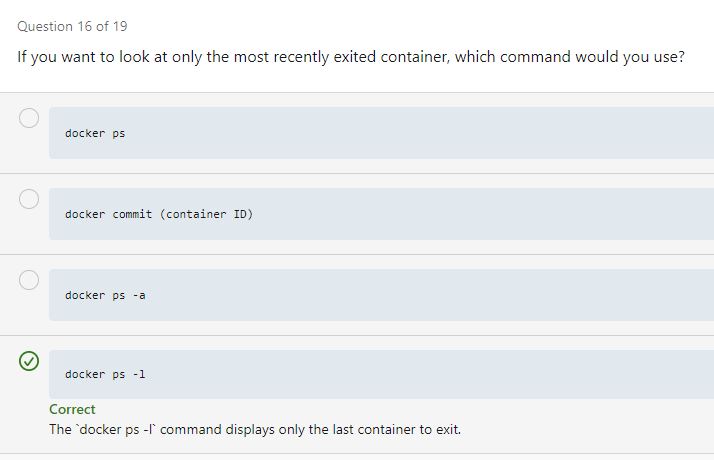 Question 16 of 19
If you want to look at only the most recently exited container, which command would you use?
docker ps
docker commit (container ID)
docker ps -a
docker ps -l
Correct
The `docker ps -l` command displays only the last container to exit.